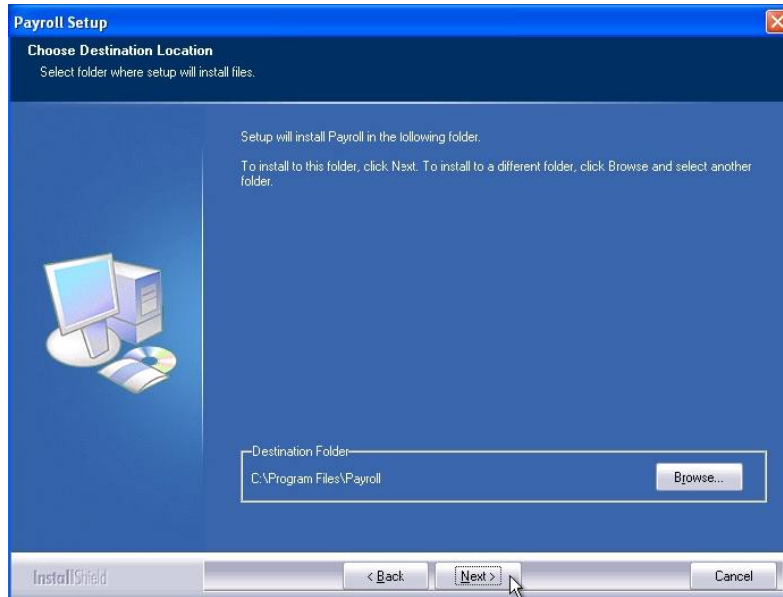 Payroll Setup
Choose Destination Location
Select folder where setup will install files.
Setup will install Payroll in the following folder.
To install to this folder, click Next. To install to a different folder, click Browse and select another
folder.
Destination Folder
C:\Program Files\Payroll
Browse...
InstallShield
< Back
Next >
Cancel